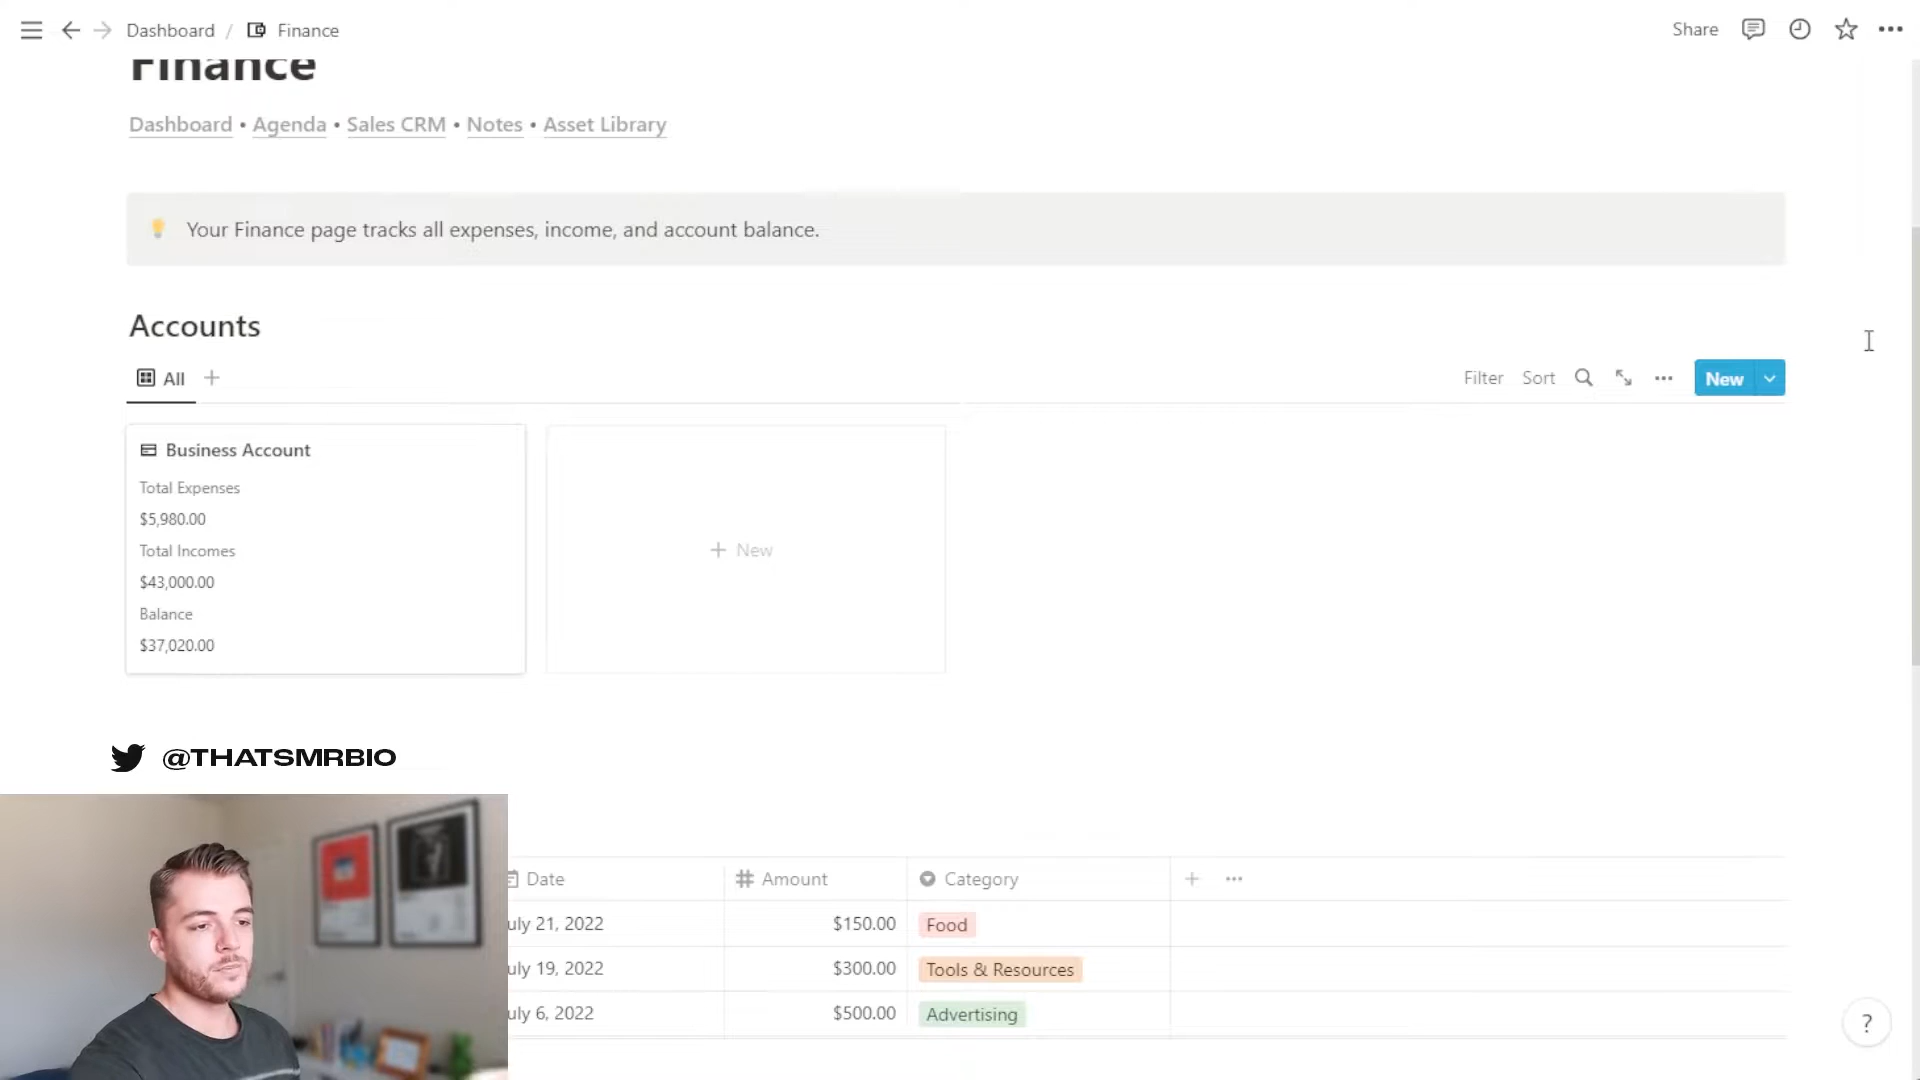 Dashboard / Finance
Share
Finance
Dashboard • Agenda • Sales CRM • Notes • Asset Library
Your Finance page tracks all expenses, income, and account balance.
Accounts
All
Filter Sort New
Business Account
Total Expenses
$5,980.00
Total Incomes
$43,000.00
Balance
$37,020.00
+ New
@THATSMRBIO
Date Amount Category
uly 21, 2022 $150.00 Food
uly 19, 2022 $300.00 Tools & Resources
uly 6, 2022 $500.00 Advertising
?